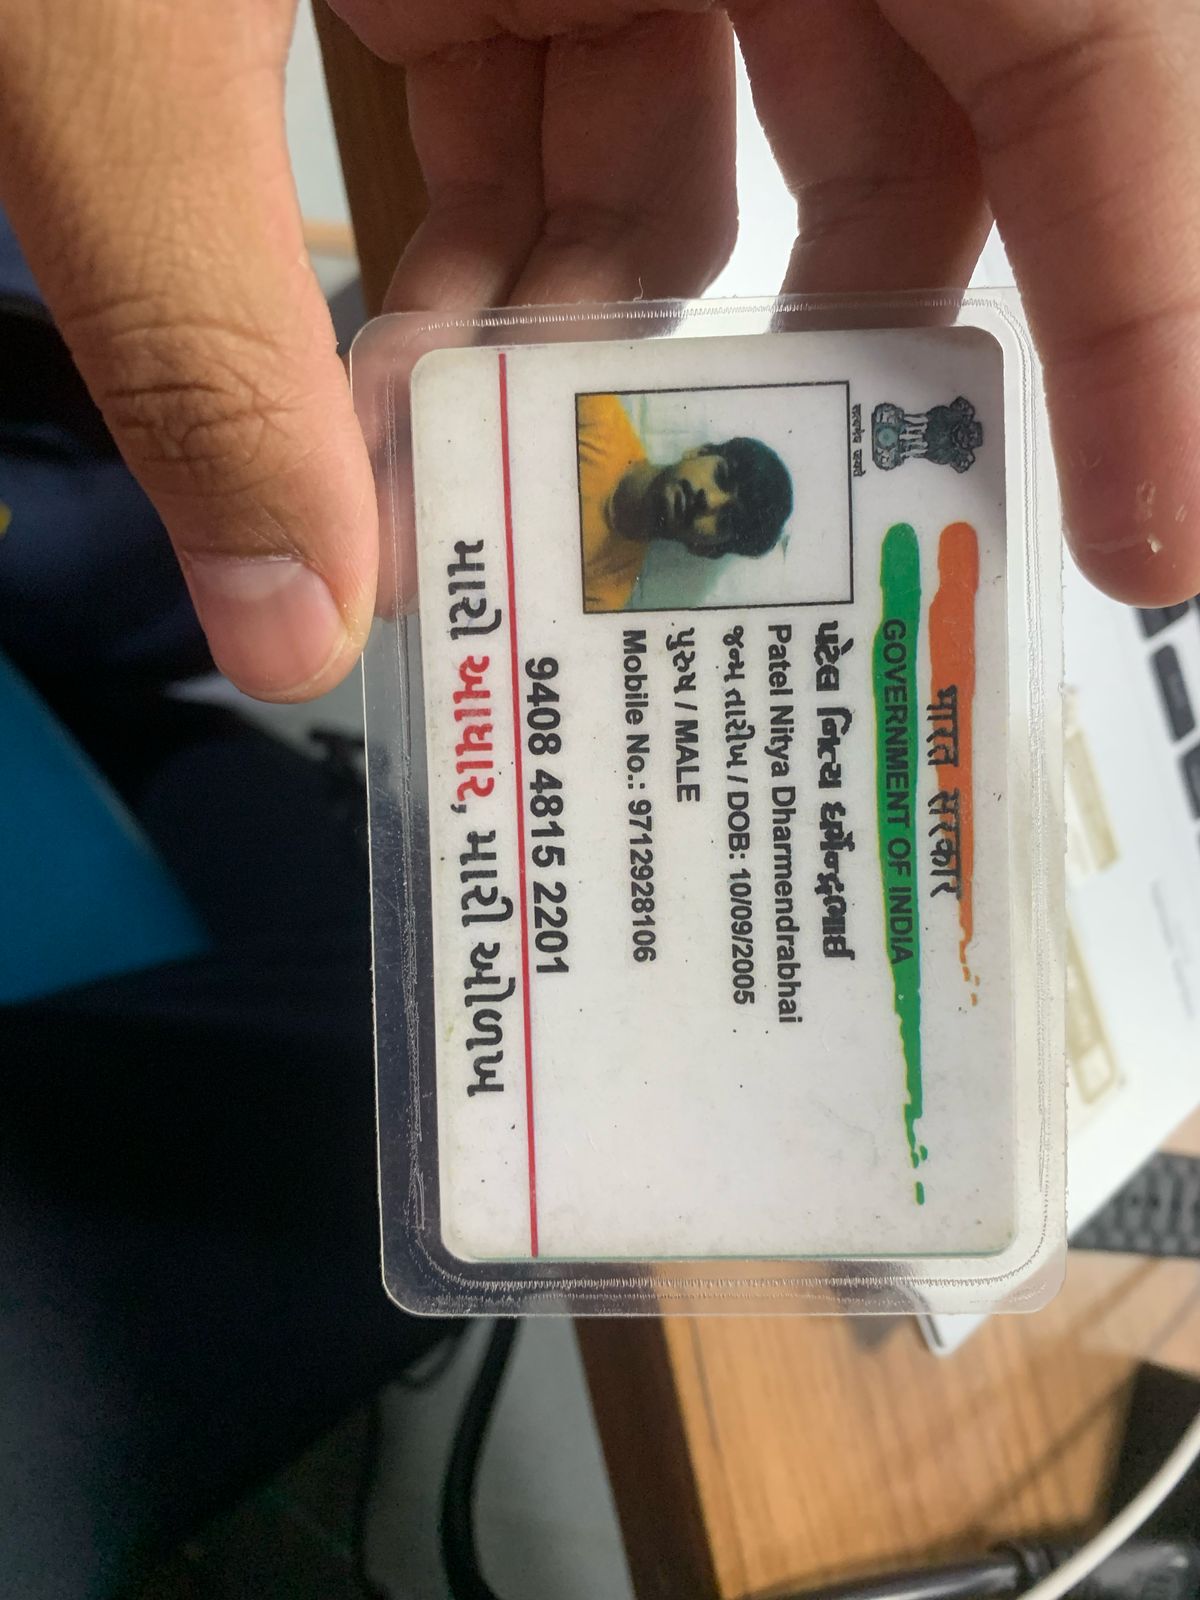 भारत सरकार
GOVERNMENT OF INDIA
सत्यमेव जयते
પટેલ નિત્ય ધર્મેન્દ્રભાઈ
Patel Nitya Dharmendrabhai
જન્મ તારીખ / DOB: 10/09/2005
પુરુષ / MALE
Mobile No.: 9712928106
9408 4815 2201
મારો આધાર, મારી ઓળખ